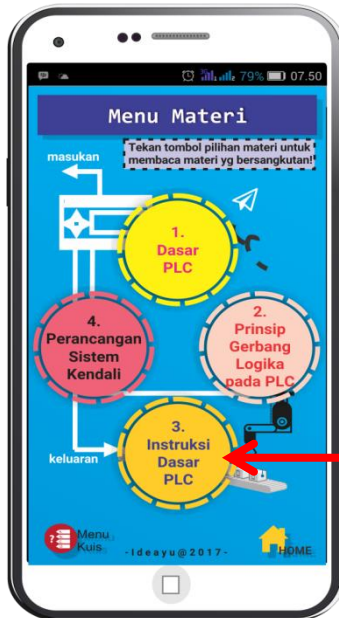 79% 07.50
Menu Materi
Tekan tombol pilihan materi untuk
membaca materi yg bersangkutan!
masukan
1.
Dasar
PLC
2.
Prinsip
Gerbang
Logika
pada PLC
4.
Perancangan
Sistem
Kendali
3.
Instruksi
Dasar
PLC
keluaran
Menu
Kuis
-ideayu@2017-
HOME